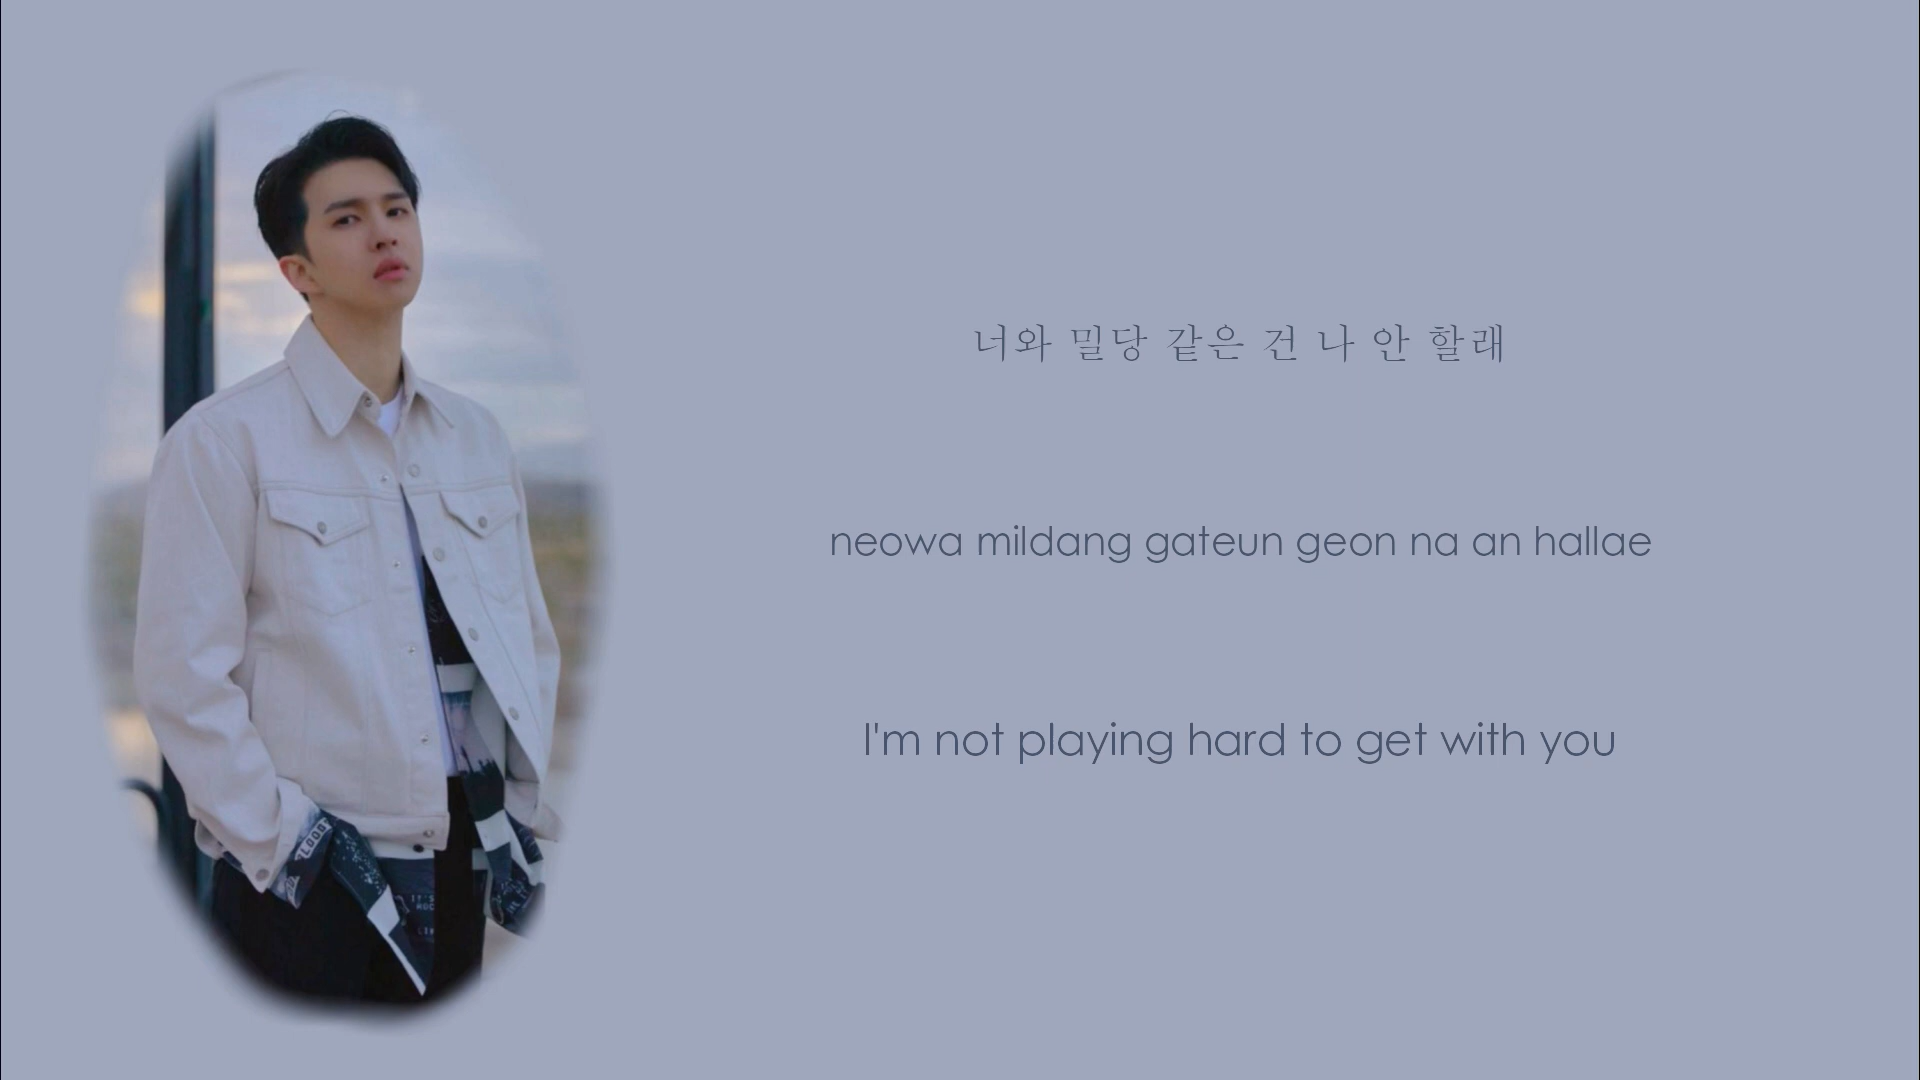 너와 밀당 같은 건 나 안 할래
neowa mildang gateun geon na an hallae
I'm not playing hard to get with you